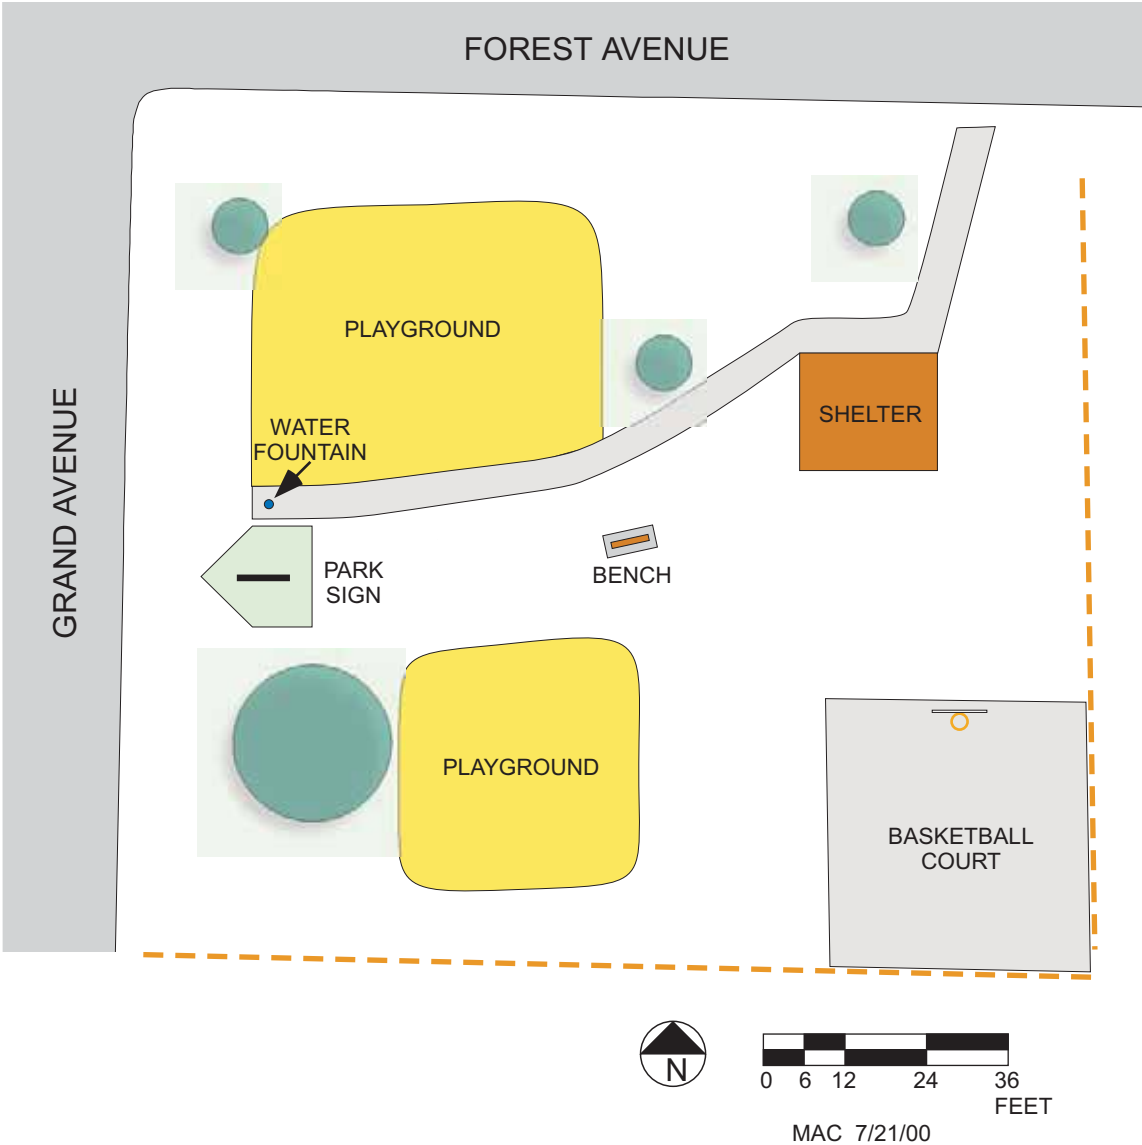 FOREST AVENUE
PLAYGROUND
GRAND AVENUE
WATER
FOUNTAIN
SHELTER
PARK
SIGN
BENCH
PLAYGROUND
BASKETBALL
COURT
N
0 6 12 24 36
FEET
MAC 7/21/00